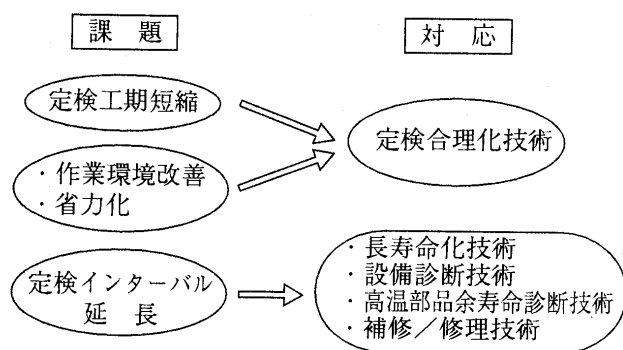 課 題
対 応
定検工期短縮
定検合理化技術
・作業環境改善
・省力化
定検インターバル
延 長
・長寿命化技術
・設備診断技術
・高温部品余寿命診断技術
・補修／修理技術